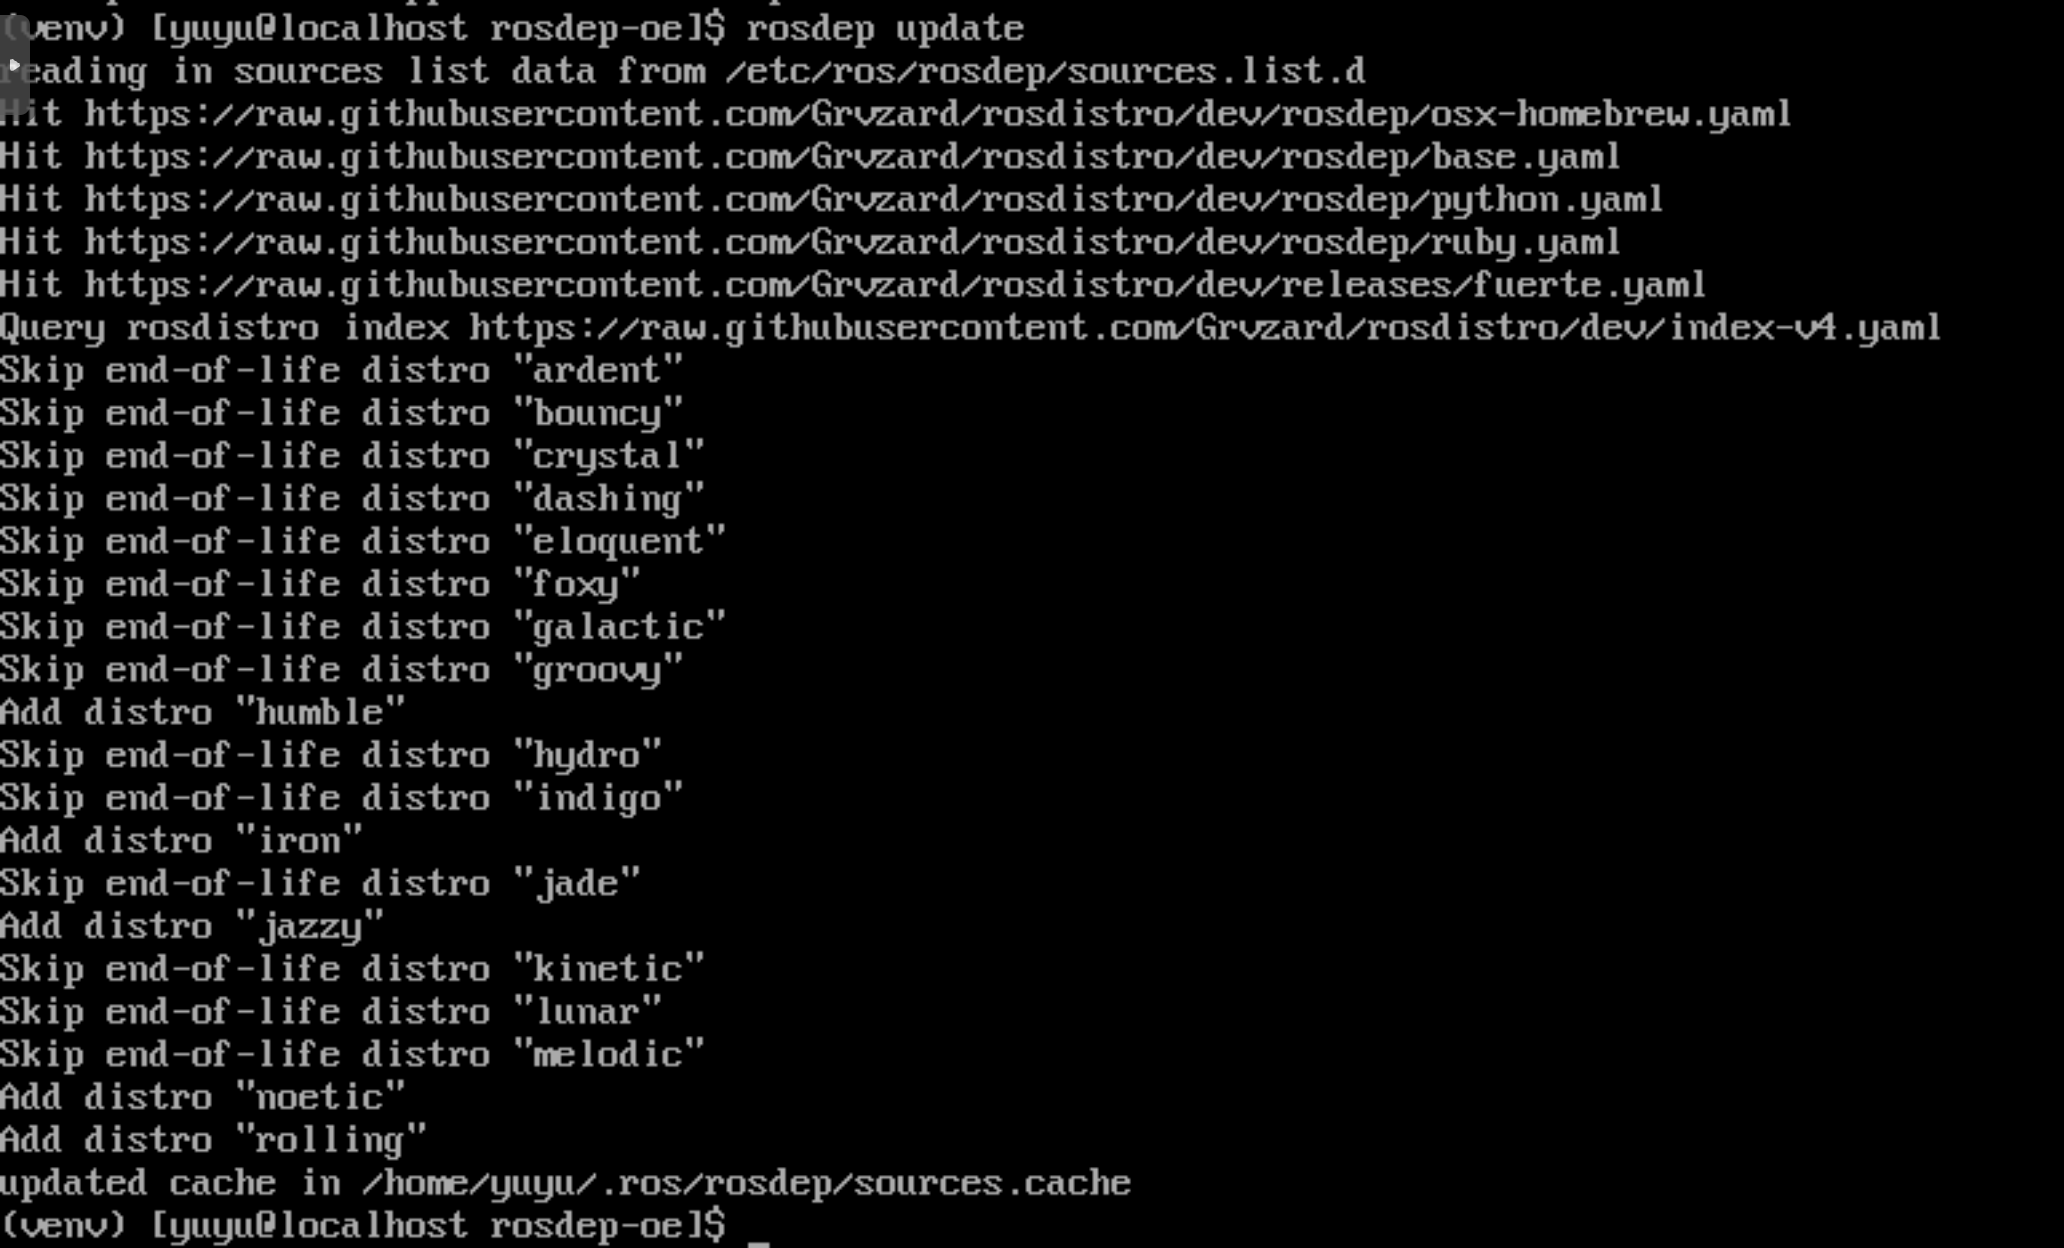 (venv) [yuyu@localhost rosdep-oe]$ rosdep update
reading in sources list data from /etc/ros/rosdep/sources.list.d
Hit https://raw.githubusercontent.com/Grvzard/rosdistro/dev/rosdep/osx-homebrew.yaml
Hit https://raw.githubusercontent.com/Grvzard/rosdistro/dev/rosdep/base.yaml
Hit https://raw.githubusercontent.com/Grvzard/rosdistro/dev/rosdep/python.yaml
Hit https://raw.githubusercontent.com/Grvzard/rosdistro/dev/rosdep/ruby.yaml
Hit https://raw.githubusercontent.com/Grvzard/rosdistro/dev/releases/fuerte.yaml
Query rosdistro index https://raw.githubusercontent.com/Grvzard/rosdistro/dev/index-v4.yaml
Skip end-of-life distro "ardent"
Skip end-of-life distro "bouncy"
Skip end-of-life distro "crystal"
Skip end-of-life distro "dashing"
Skip end-of-life distro "eloquent"
Skip end-of-life distro "foxy"
Skip end-of-life distro "galactic"
Skip end-of-life distro "groovy"
Add distro "humble"
Skip end-of-life distro "hydro"
Skip end-of-life distro "indigo"
Add distro "iron"
Skip end-of-life distro "jade"
Add distro "jazzy"
Skip end-of-life distro "kinetic"
Skip end-of-life distro "lunar"
Skip end-of-life distro "melodic"
Add distro "noetic"
Add distro "rolling"
updated cache in /home/yuyu/.ros/rosdep/sources.cache
(venv) [yuyu@localhost rosdep-oe]$ _